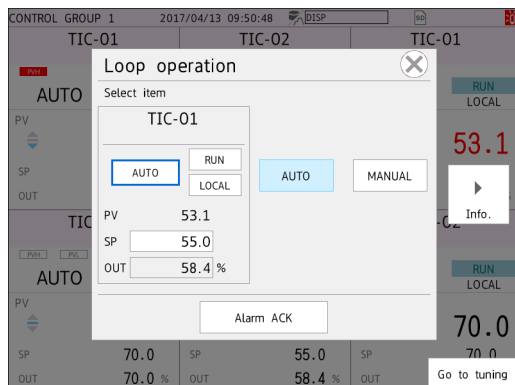 CONTROL GROUP 1 2017/04/13 09:50:48 DISP SD
TIC-01 TIC-02 TIC-01
Loop operation
Select item
TIC-01
AUTO RUN LOCAL
AUTO MANUAL
PV 53.1
SP 55.0
OUT 58.4 %
Alarm ACK
PVH
AUTO
PV
SP
OUT
RUN
LOCAL
53.1
Info.
TIC
PVH PVL
AUTO
PV
RUN
LOCAL
70.0
SP 70.0 SP 55.0 SP 70.0
OUT 70.0 % OUT 58.4 % OUT
Go to tuning